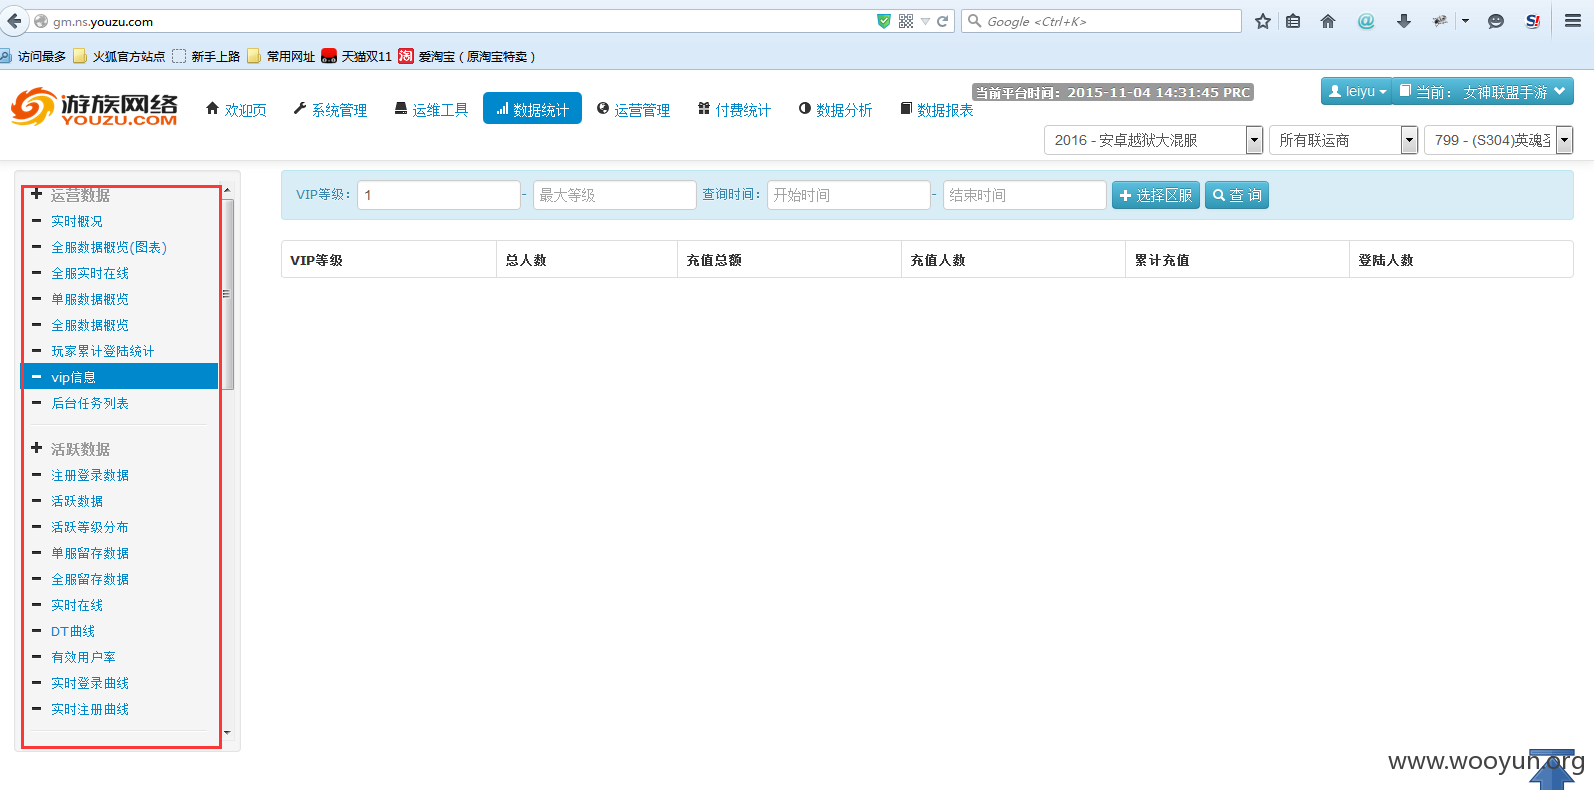 gm.ns.youzu.com
Google <Ctrl+K>
访问最多 火狐官方站点 新手上路 常用网址 天猫双11 爱淘宝（原淘宝特卖）
游族网络
YOUZU.COM
欢迎页 系统管理 运维工具 数据统计 运营管理 付费统计 数据分析 数据报表
当前平台时间：2015-11-04 14:31:45 PRC
leiyu 当前： 女神联盟手游
2016 - 安卓越狱大混服 所有联运商 799 - (S304)英魂圣
运营数据
实时概况
全服数据概览(图表)
全服实时在线
单服数据概览
全服数据概览
玩家累计登陆统计
vip信息
后台任务列表
活跃数据
注册登录数据
活跃数据
活跃等级分布
单服留存数据
全服留存数据
实时在线
DT曲线
有效用户率
实时登录曲线
实时注册曲线
VIP等级： 1 - 最大等级 查询时间： 开始时间 - 结束时间 选择区服 查 询
VIP等级 总人数 充值总额 充值人数 累计充值 登陆人数
www.wooyun.org